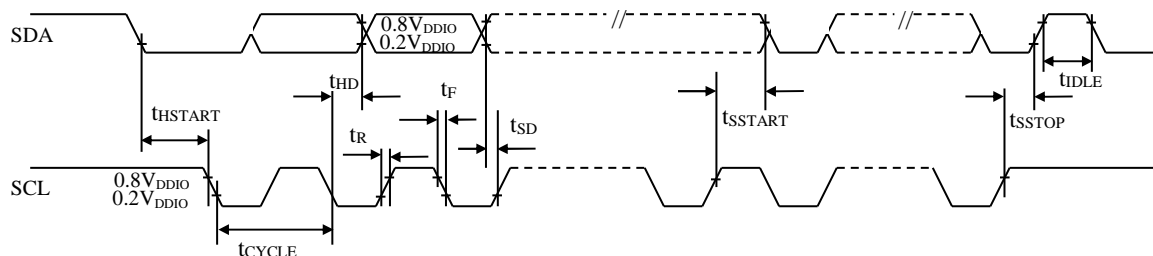 SDA
0.8VDDIO
0.2VDDIO
//
//
tHD
tF
tIDLE
tHSTART
tR
tSD
tSSTART
tSSTOP
SCL
0.8VDDIO
0.2VDDIO
tCYCLE